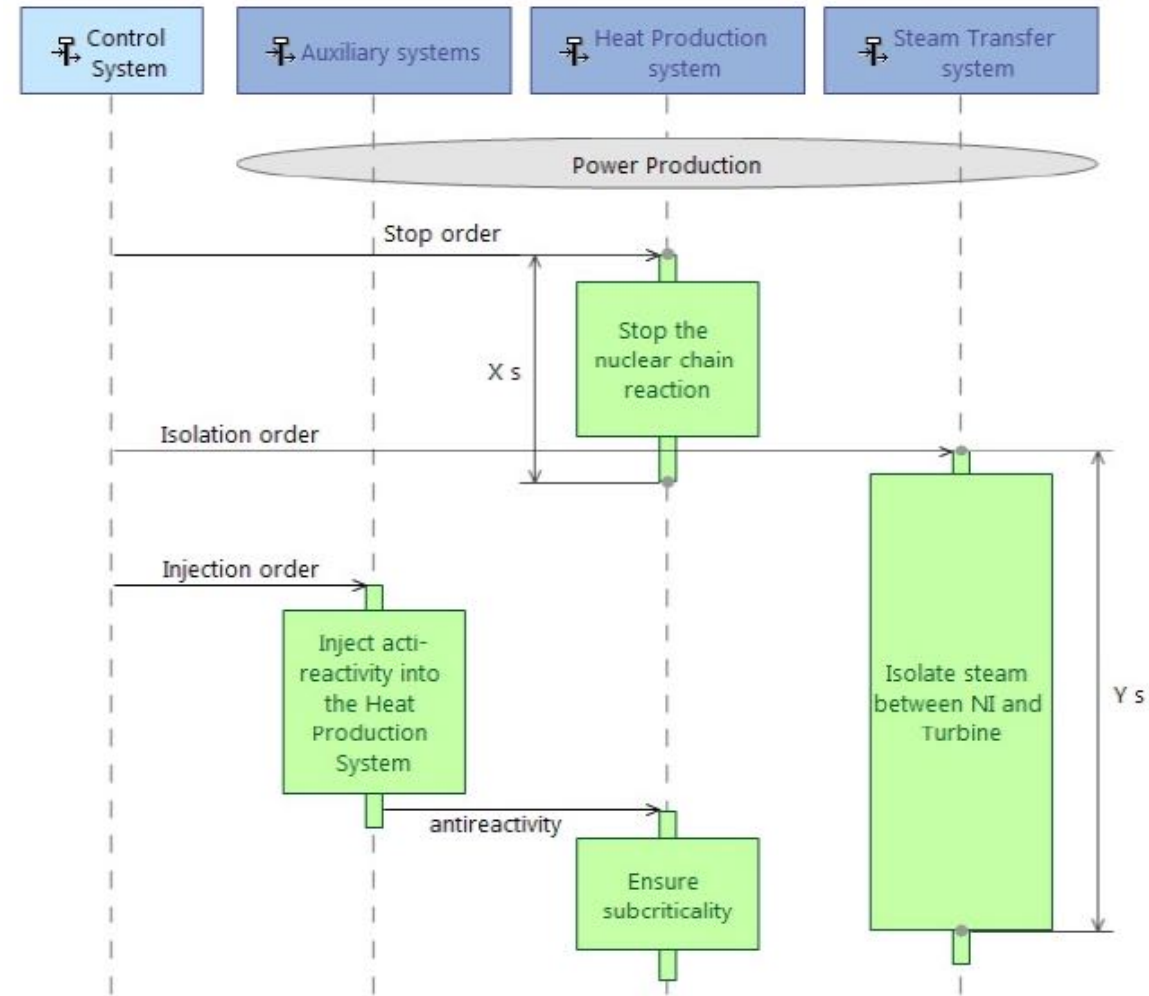 Control
System
Auxiliary systems
Heat Production
system
Steam Transfer
system
Power Production
Stop order
Stop the
nuclear chain
reaction
X s
Isolation order
Injection order
Inject acti-
reactivity into
the Heat
Production
System
Isolate steam
between NI and
Turbine
Y s
antireactivity
Ensure
subcriticality